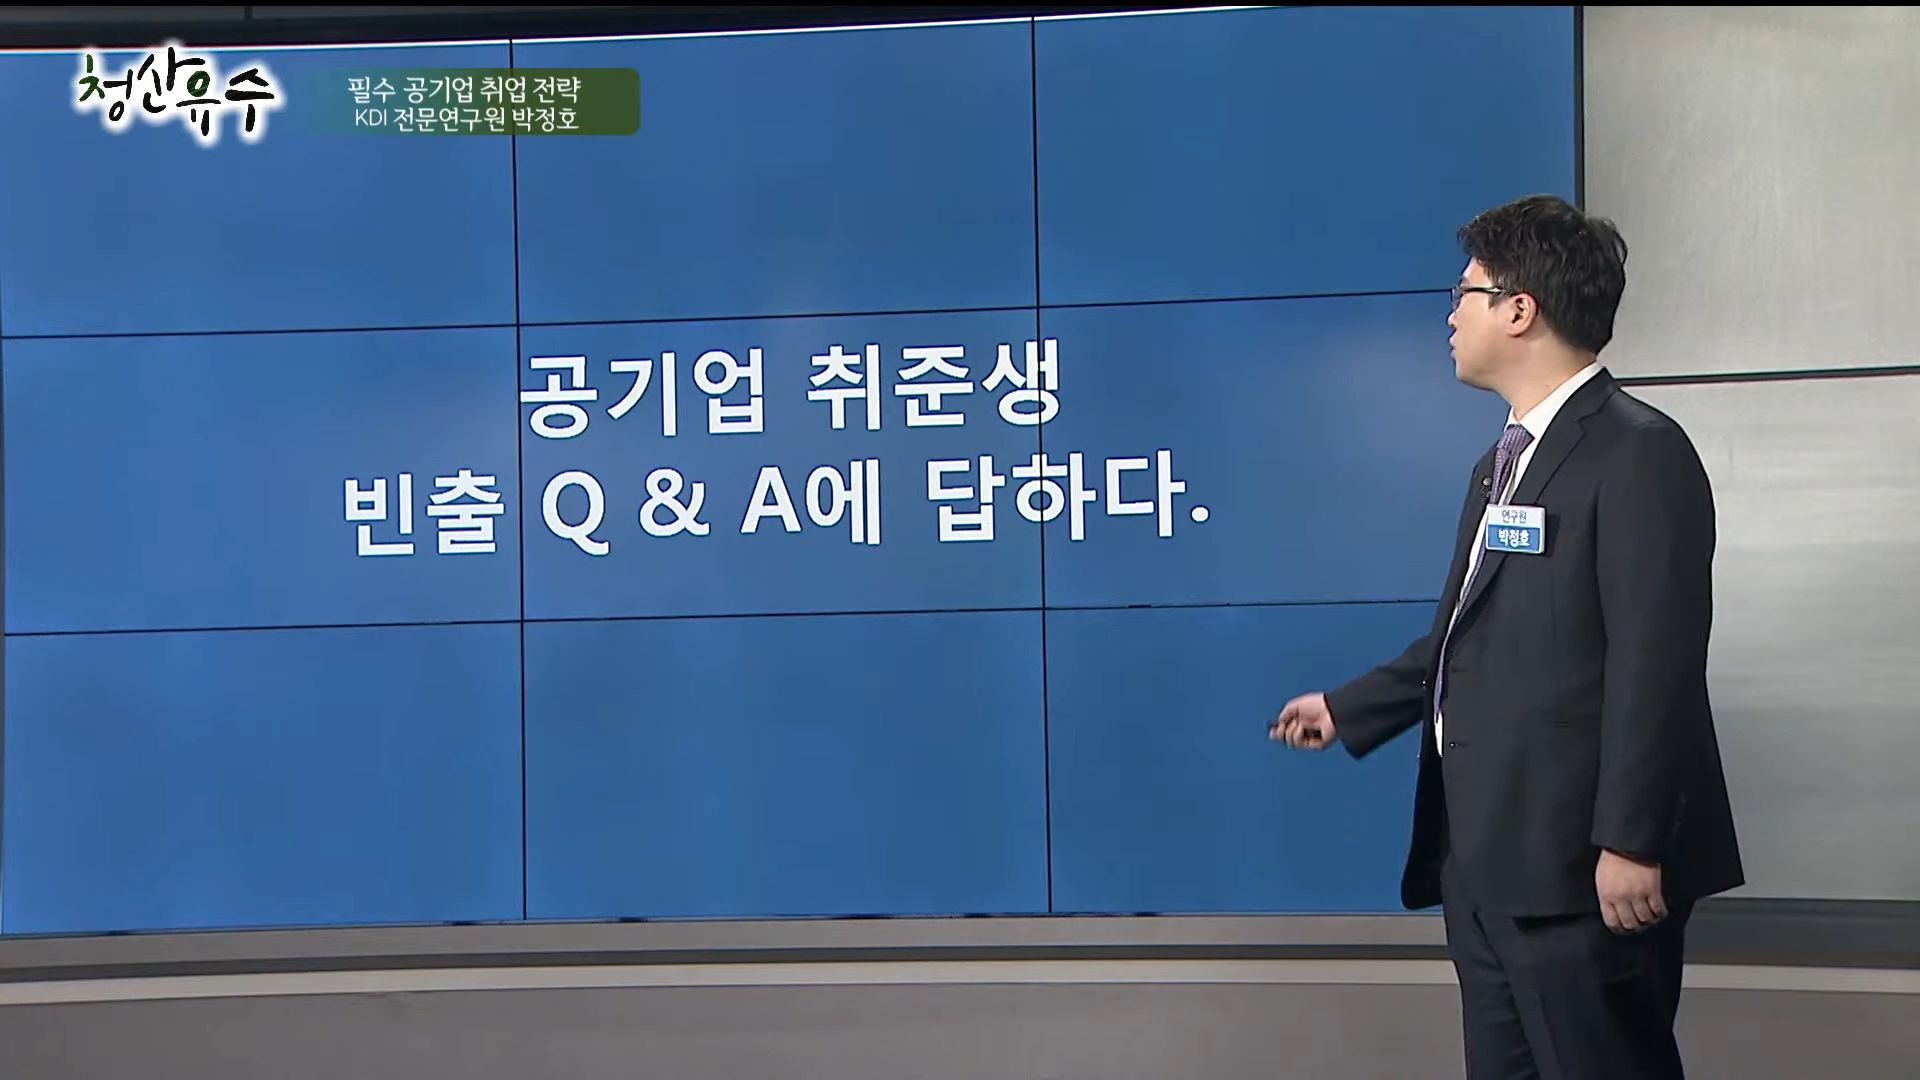 청산유수
필수 공기업 취업 전략
KDI 전문연구원 박정호
공기업 취준생
빈출 Q & A에 답하다.
연구원
박정호